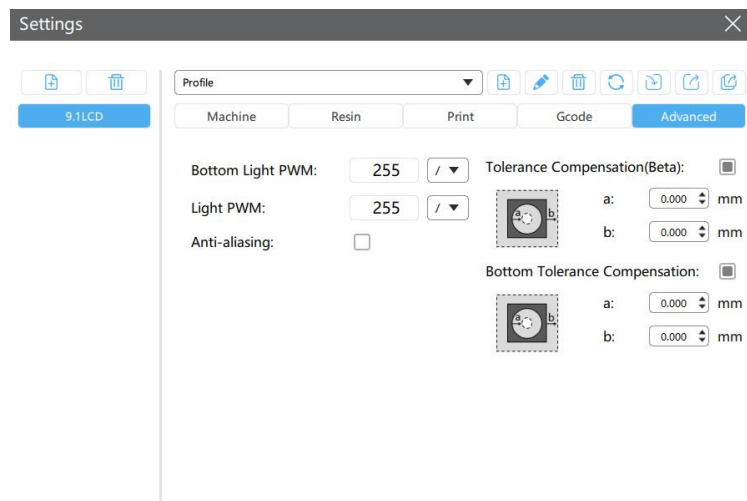 Settings
Profile
9.1LCD
Machine
Resin
Print
Gcode
Advanced
Bottom Light PWM:
255
/
Light PWM:
255
/
Anti-aliasing:
Tolerance Compensation(Beta):
a
b
a:
0.000
mm
b:
0.000
mm
Bottom Tolerance Compensation:
a
b
a:
0.000
mm
b:
0.000
mm